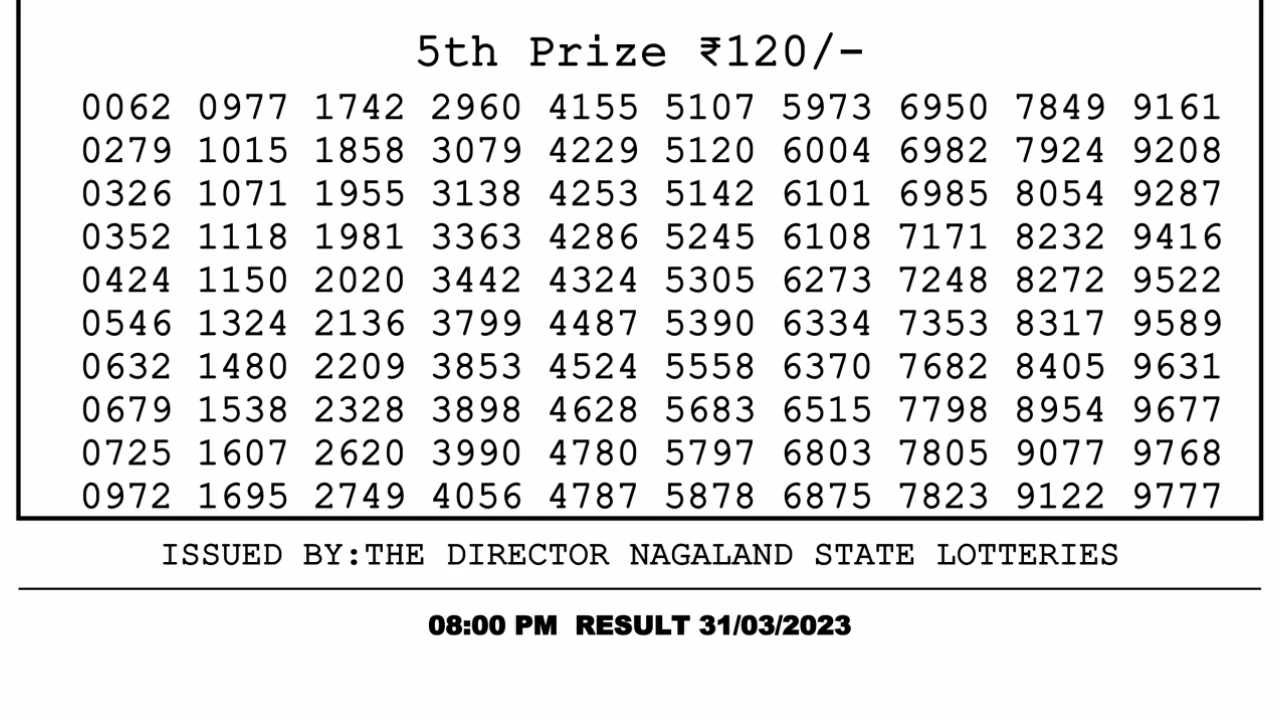 5th Prize ₹120/-
0062 0977 1742 2960 4155 5107 5973 6950 7849 9161
0279 1015 1858 3079 4229 5120 6004 6982 7924 9208
0326 1071 1955 3138 4253 5142 6101 6985 8054 9287
0352 1118 1981 3363 4286 5245 6108 7171 8232 9416
0424 1150 2020 3442 4324 5305 6273 7248 8272 9522
0546 1324 2136 3799 4487 5390 6334 7353 8317 9589
0632 1480 2209 3853 4524 5558 6370 7682 8405 9631
0679 1538 2328 3898 4628 5683 6515 7798 8954 9677
0725 1607 2620 3990 4780 5797 6803 7805 9077 9768
0972 1695 2749 4056 4787 5878 6875 7823 9122 9777
ISSUED BY:THE DIRECTOR NAGALAND STATE LOTTERIES
08:00 PM RESULT 31/03/2023